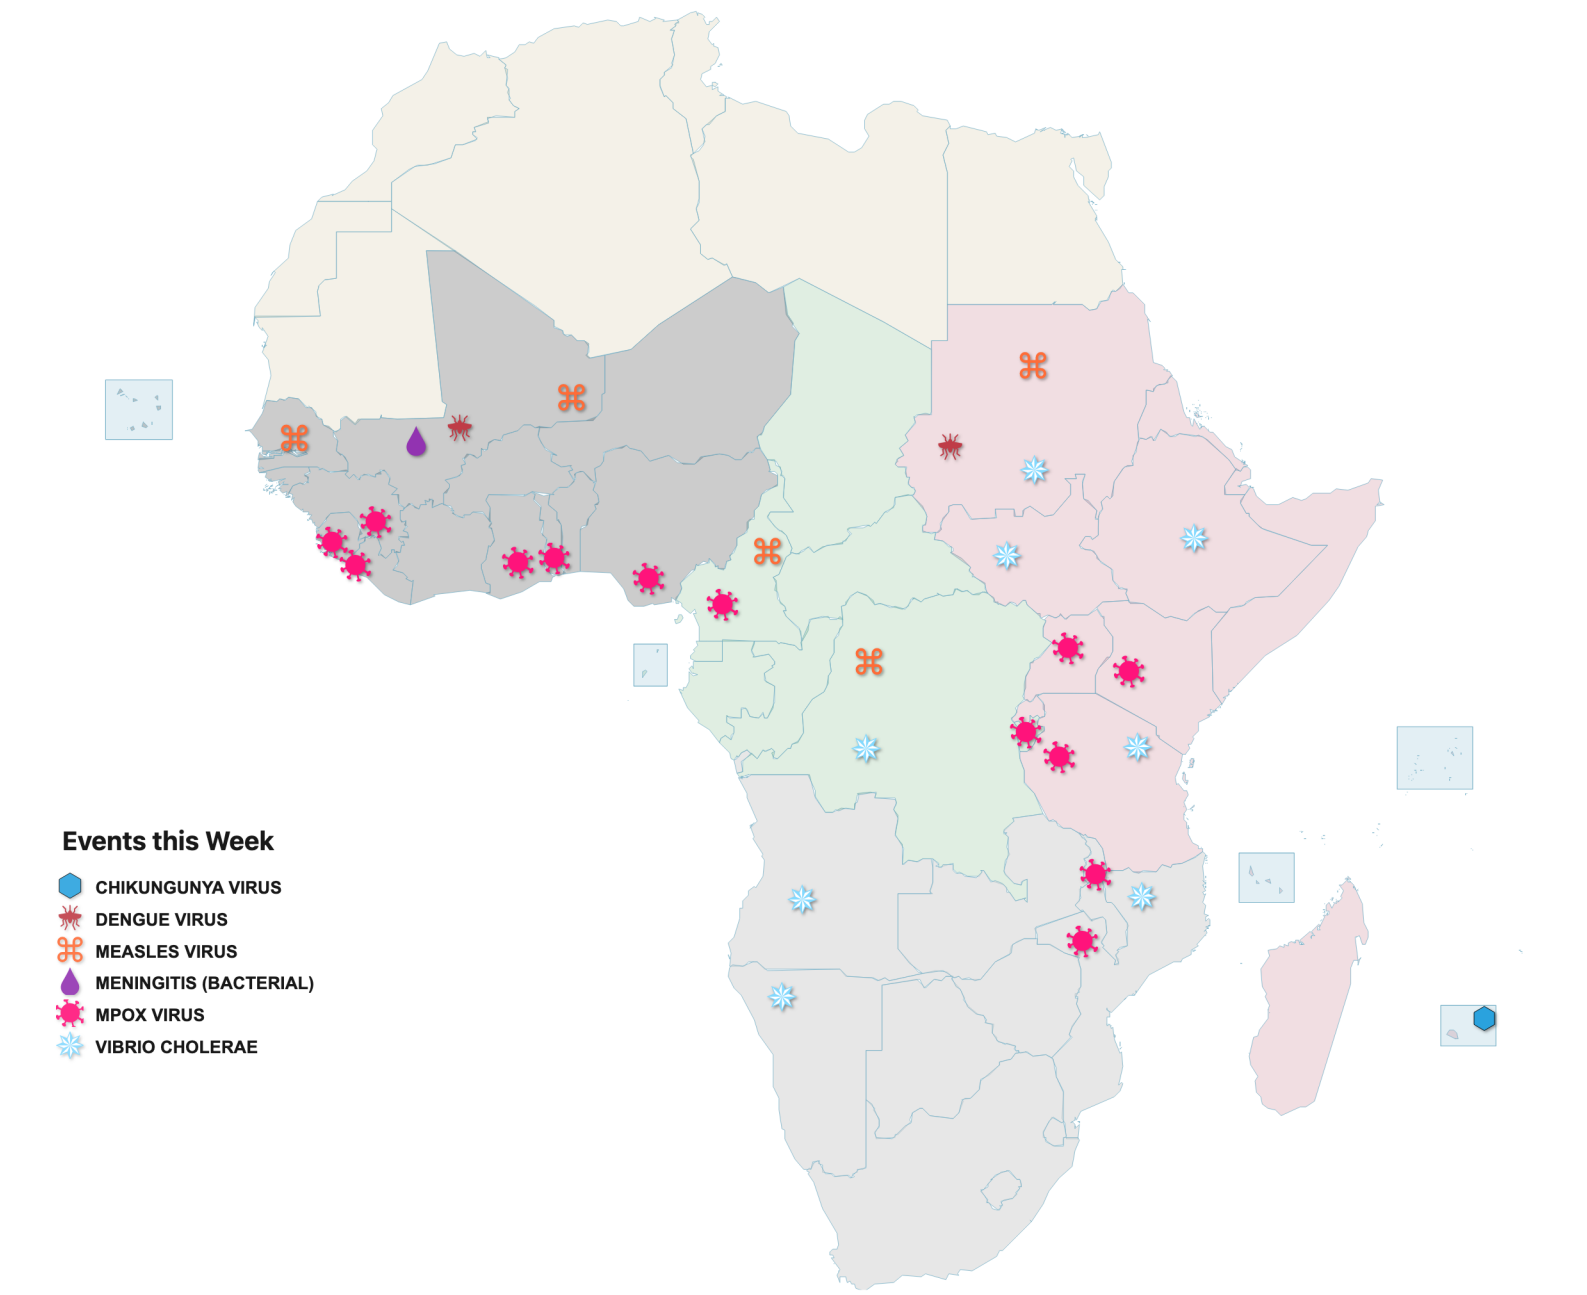 Events this Week
CHIKUNGUNYA VIRUS
DENGUE VIRUS
MEASLES VIRUS
MENINGITIS (BACTERIAL)
MPOX VIRUS
VIBRIO CHOLERAE